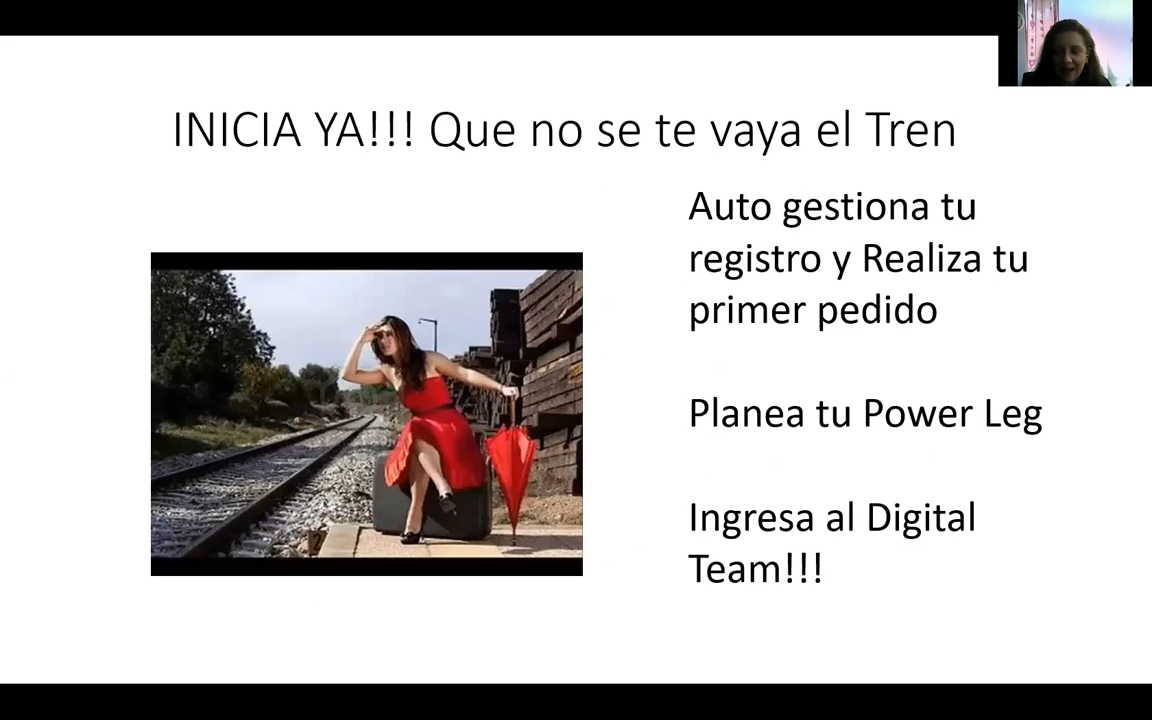 INICIA YA!!! Que no se te vaya el Tren
Auto gestiona tu
registro y Realiza tu
primer pedido
Planea tu Power Leg
Ingresa al Digital
Team!!!